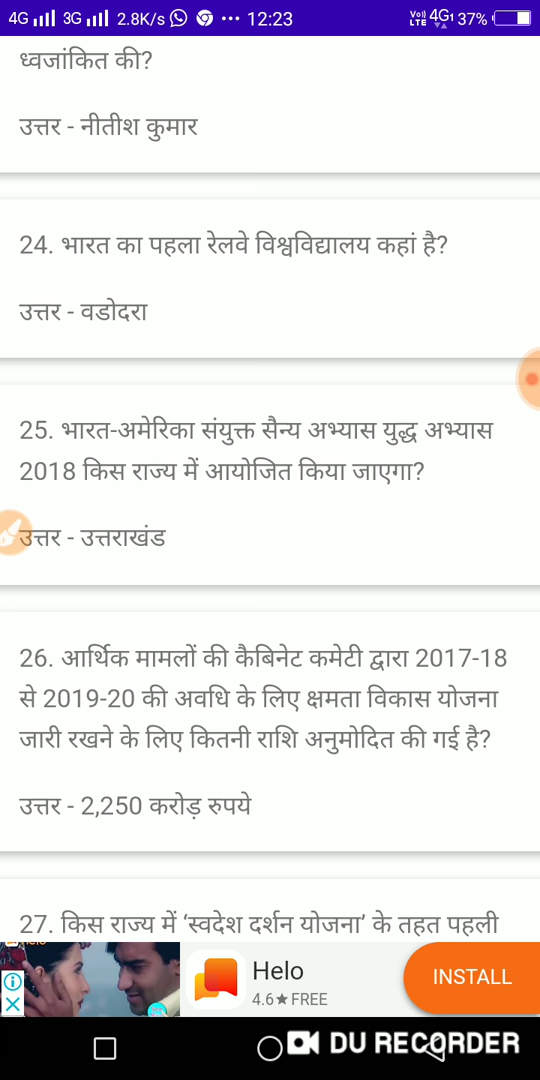 4G 3G 2.8K/s 12:23 VoLTE 4G1 37%
ध्वजांकित की?
उत्तर - नीतीश कुमार
24. भारत का पहला रेलवे विश्वविद्यालय कहां है?
उत्तर - वडोदरा
25. भारत-अमेरिका संयुक्त सैन्य अभ्यास युद्ध अभ्यास
2018 किस राज्य में आयोजित किया जाएगा?
उत्तर - उत्तराखंड
26. आर्थिक मामलों की कैबिनेट कमेटी द्वारा 2017-18
से 2019-20 की अवधि के लिए क्षमता विकास योजना
जारी रखने के लिए कितनी राशि अनुमोदित की गई है?
उत्तर - 2,250 करोड़ रुपये
27. किस राज्य में ‘स्वदेश दर्शन योजना’ के तहत पहली
Helo
4.6★ FREE
INSTALL
DU RECORDER